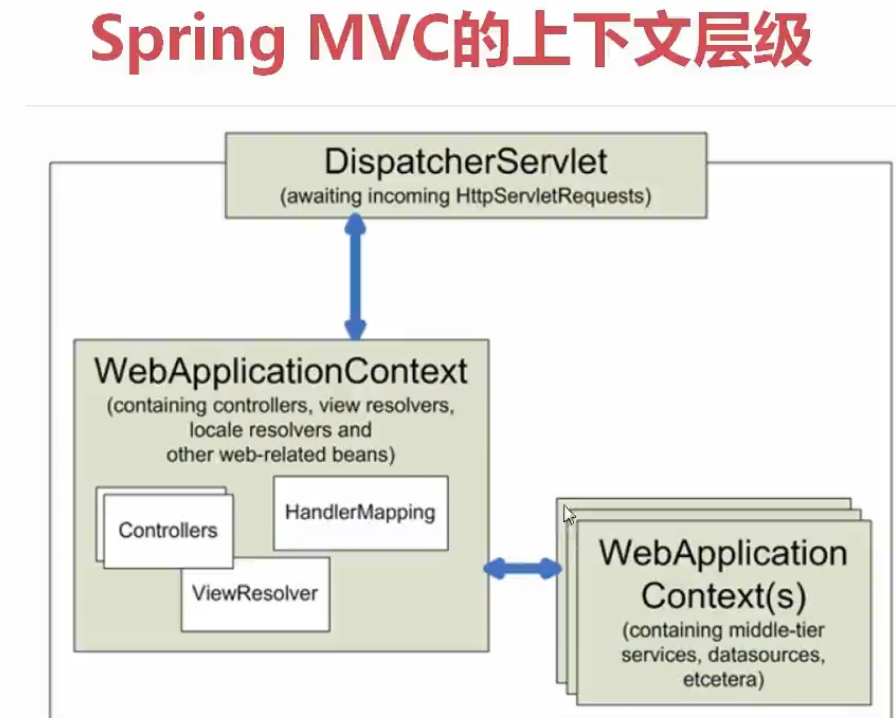 Spring MVC的上下文层级
DispatcherServlet
(awaiting incoming HttpServletRequests)
WebApplicationContext
(containing controllers, view resolvers,
locale resolvers and
other web-related beans)
Controllers
HandlerMapping
ViewResolver
WebApplication
Context(s)
(containing middle-tier
services, datasources,
etcetera)